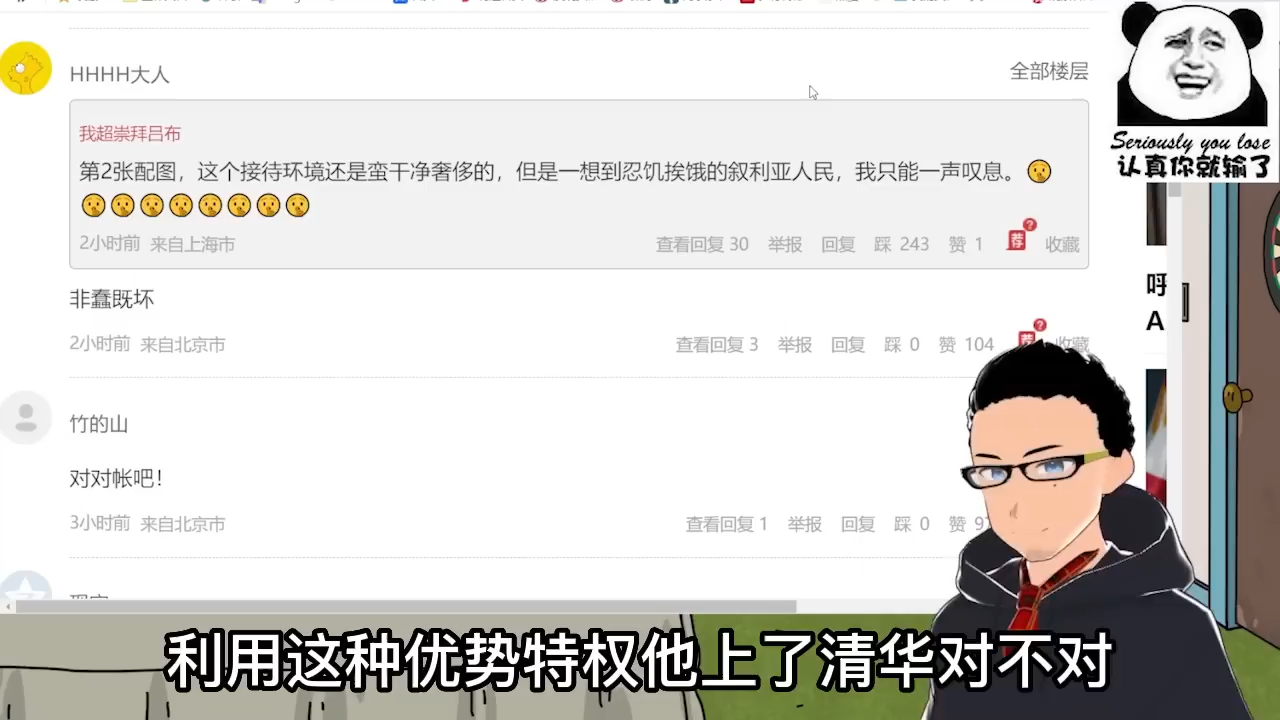 HHHH大人
全部楼层
我超崇拜吕布
第2张配图，这个接待环境还是蛮干净奢侈的，但是一想到忍饥挨饿的叙利亚人民，我只能一声叹息。🤫
🤫🤫🤫🤫🤫🤫🤫🤫
2小时前 来自上海市 查看回复 30 举报 回复 踩 243 赞 1 荐 ? 收藏
非蠢既坏
2小时前 来自北京市 查看回复 3 举报 回复 踩 0 赞 104 荐 ? 收藏
竹的山
对对帐吧！
3小时前 来自北京市 查看回复 1 举报 回复 踩 0 赞
Seriously you lose
认真你就输了
呼
A
利用这种优势特权他上了清华对不对